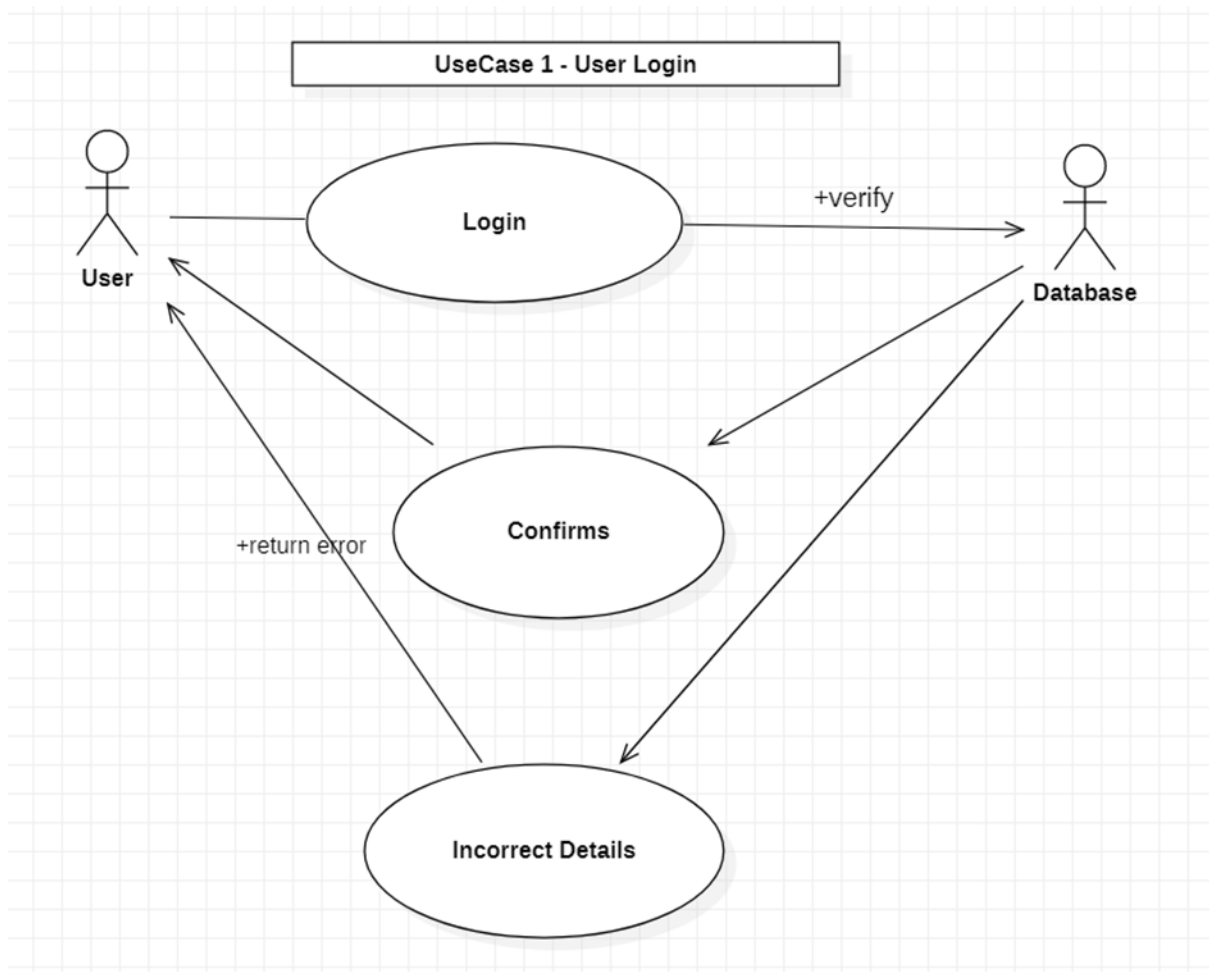 UseCase 1 - User Login
Login
+verify
User
Database
Confirms
+return error
Incorrect Details